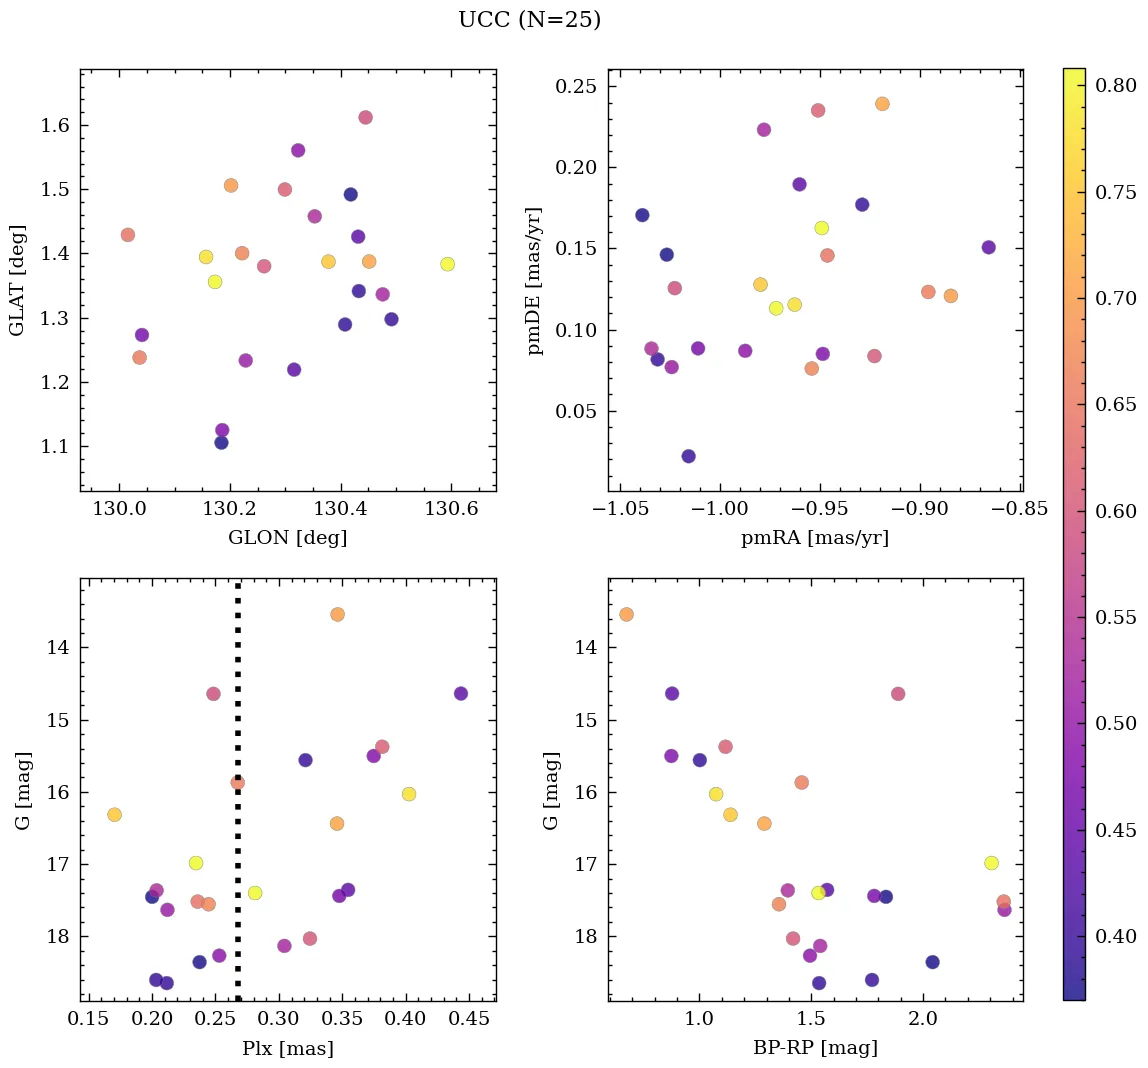 UCC (N=25)
1.6
1.5
1.4
1.3
1.2
1.1
GLAT [deg]
130.0 130.2 130.4 130.6
GLON [deg]
0.25
0.20
0.15
0.10
0.05
pmDE [mas/yr]
−1.05 −1.00 −0.95 −0.90 −0.85
pmRA [mas/yr]
14
15
16
17
18
G [mag]
0.15 0.20 0.25 0.30 0.35 0.40 0.45
Plx [mas]
14
15
16
17
18
G [mag]
1.0 1.5 2.0
BP-RP [mag]
0.80
0.75
0.70
0.65
0.60
0.55
0.50
0.45
0.40